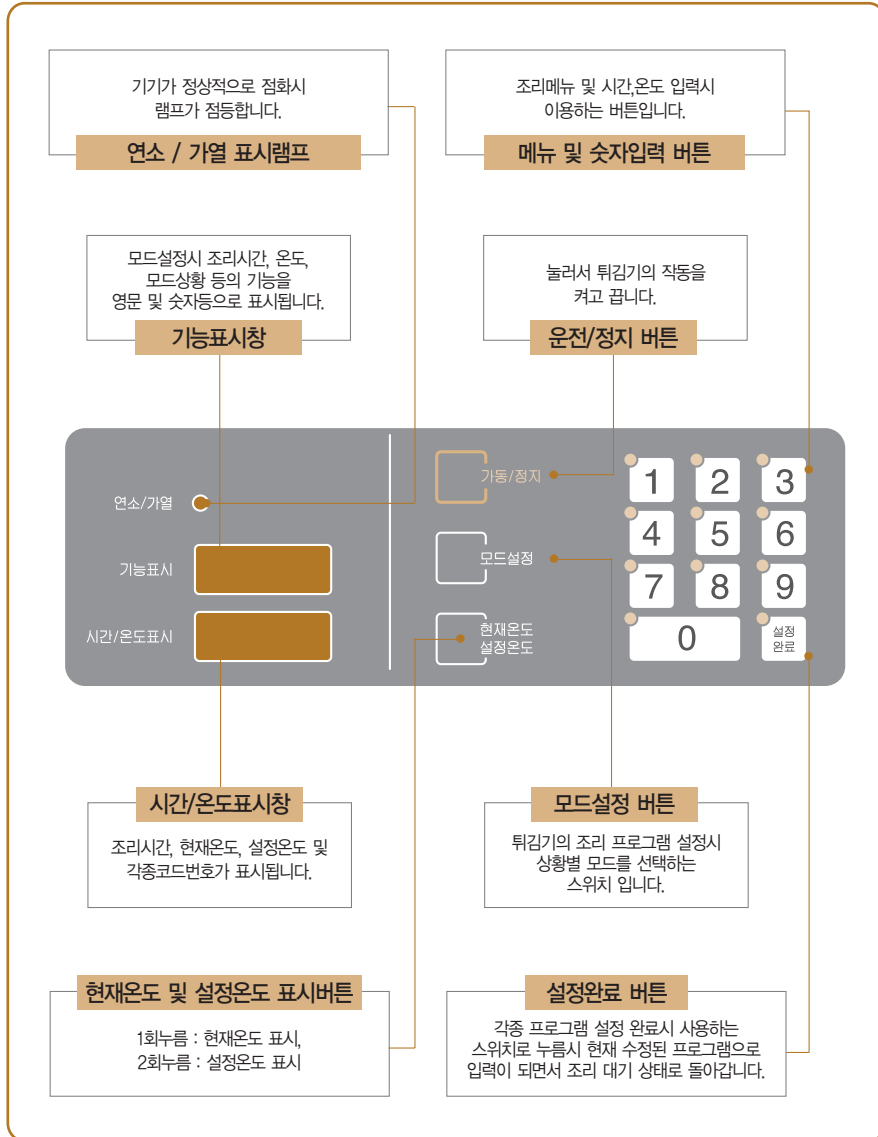 기기가 정상적으로 점화시
램프가 점등합니다.
연소 / 가열 표시램프
조리메뉴 및 시간,온도 입력시
이용하는 버튼입니다.
메뉴 및 숫자입력 버튼
모드설정시 조리시간, 온도,
모드상황 등의 기능을
영문 및 숫자등으로 표시됩니다.
기능표시창
눌러서 튀김기의 작동을
켜고 끕니다.
운전/정지 버튼
연소/가열
기능표시
시간/온도표시
가동/정지
모드설정
현재온도
설정온도
1 2 3
4 5 6
7 8 9
0
설정
완료
시간/온도표시창
조리시간, 현재온도, 설정온도 및
각종코드번호가 표시됩니다.
모드설정 버튼
튀김기의 조리 프로그램 설정시
상황별 모드를 선택하는
스위치 입니다.
현재온도 및 설정온도 표시버튼
1회누름 : 현재온도 표시,
2회누름 : 설정온도 표시
설정완료 버튼
각종 프로그램 설정 완료시 사용하는
스위치로 누름시 현재 수정된 프로그램으로
입력이 되면서 조리 대기 상태로 돌아갑니다.